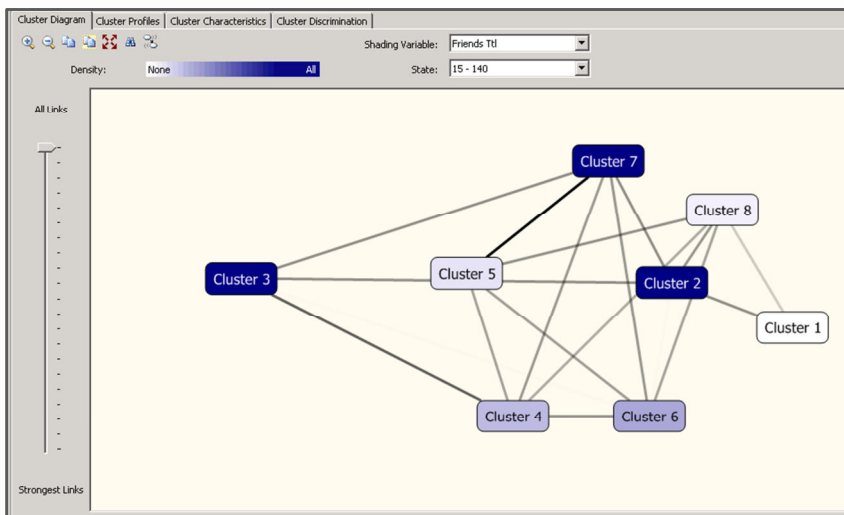 Cluster Diagram Cluster Profiles Cluster Characteristics Cluster Discrimination
Shading Variable: Friends Ttl
Density: None All State: 15 - 140
All Links
Cluster 7
Cluster 8
Cluster 3
Cluster 5
Cluster 2
Cluster 1
Cluster 4
Cluster 6
Strongest Links